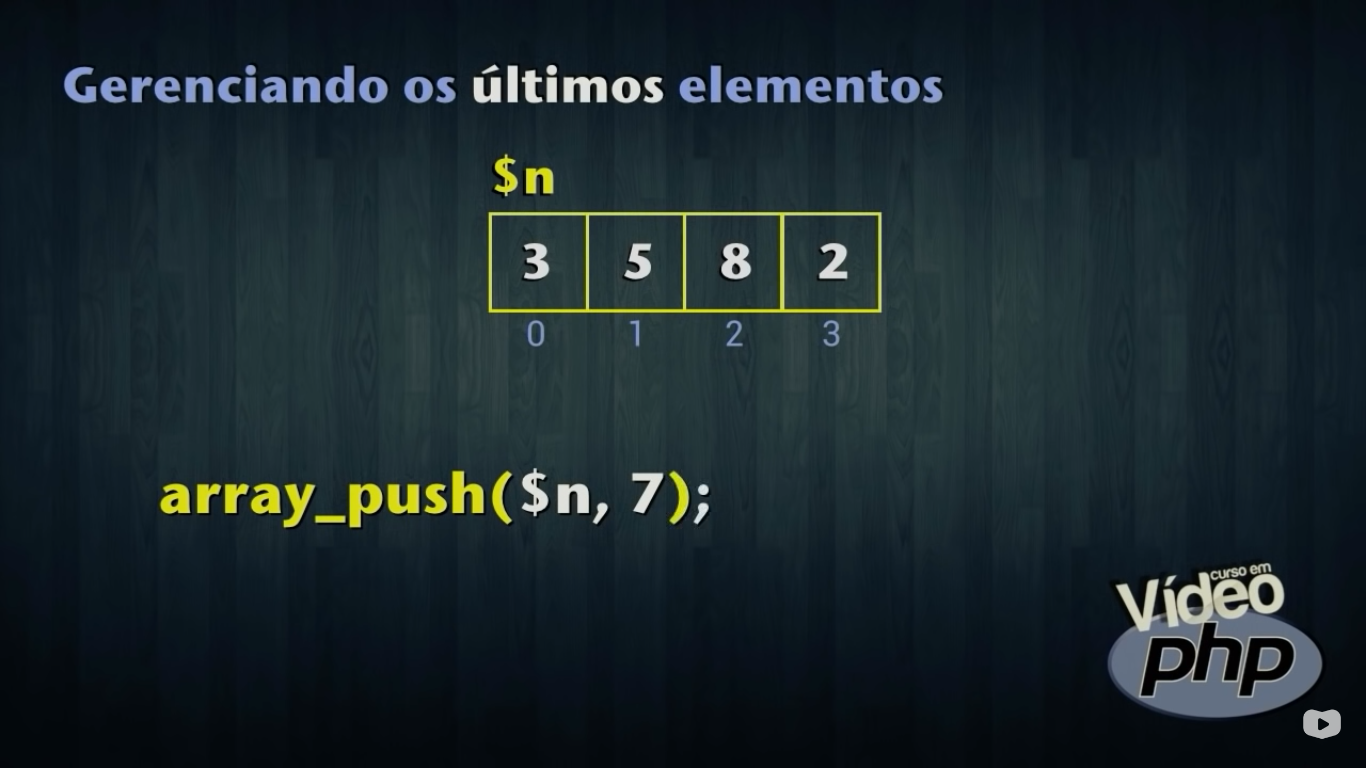 Gerenciando os últimos elementos
$n
3 5 8 2
0 1 2 3
array_push($n, 7);
curso em
Vídeo
php